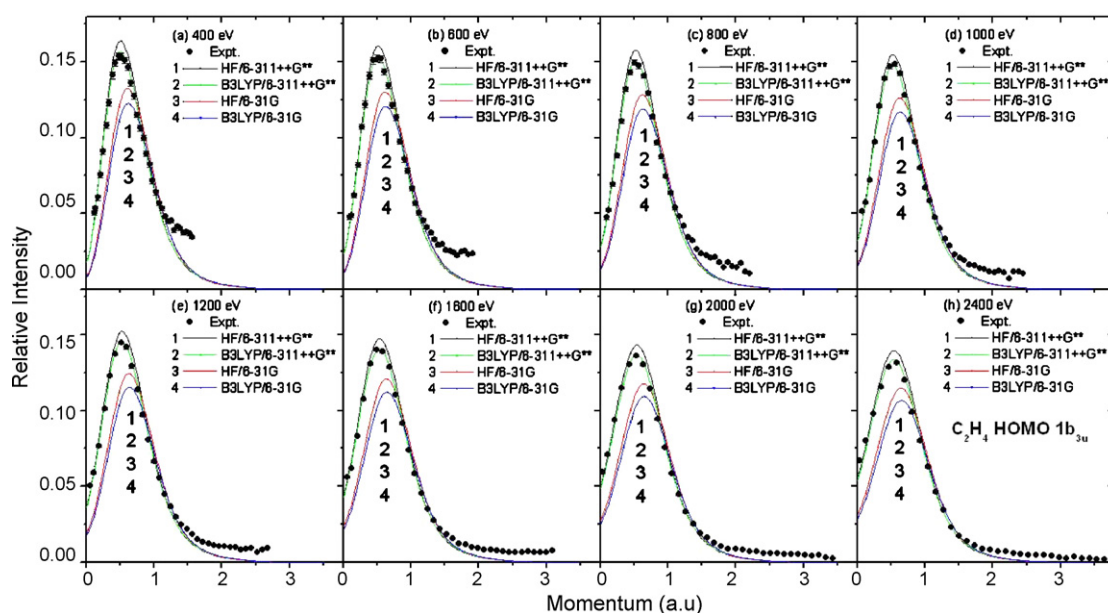 Relative Intensity
0.15
0.10
0.05
0.00
(a) 400 eV
Expt.
1 HF/6-311++G**
2 B3LYP/6-311++G**
3 HF/6-31G
4 B3LYP/6-31G
1
2
3
4
(b) 600 eV
Expt.
1 HF/6-311++G**
2 B3LYP/6-311++G**
3 HF/6-31G
4 B3LYP/6-31G
1
2
3
4
(c) 800 eV
Expt.
1 HF/6-311++G**
2 B3LYP/6-311++G**
3 HF/6-31G
4 B3LYP/6-31G
1
2
3
4
(d) 1000 eV
Expt.
1 HF/6-311++G**
2 B3LYP/6-311++G**
3 HF/6-31G
4 B3LYP/6-31G
1
2
3
4
0.15
0.10
0.05
0.00
(e) 1200 eV
Expt.
1 HF/6-311++G**
2 B3LYP/6-311++G**
3 HF/6-31G
4 B3LYP/6-31G
1
2
3
4
(f) 1600 eV
Expt.
1 HF/6-311++G**
2 B3LYP/6-311++G**
3 HF/6-31G
4 B3LYP/6-31G
1
2
3
4
(g) 2000 eV
Expt.
1 HF/6-311++G**
2 B3LYP/6-311++G**
3 HF/6-31G
4 B3LYP/6-31G
1
2
3
4
(h) 2400 eV
Expt.
1 HF/6-311++G**
2 B3LYP/6-311++G**
3 HF/6-31G
4 B3LYP/6-31G
1
2
3
4
C₂H₄ HOMO 1b₃ᵤ
0 1 2 3 0 1 2 3 0 1 2 3 0 1 2 3
Momentum (a.u)